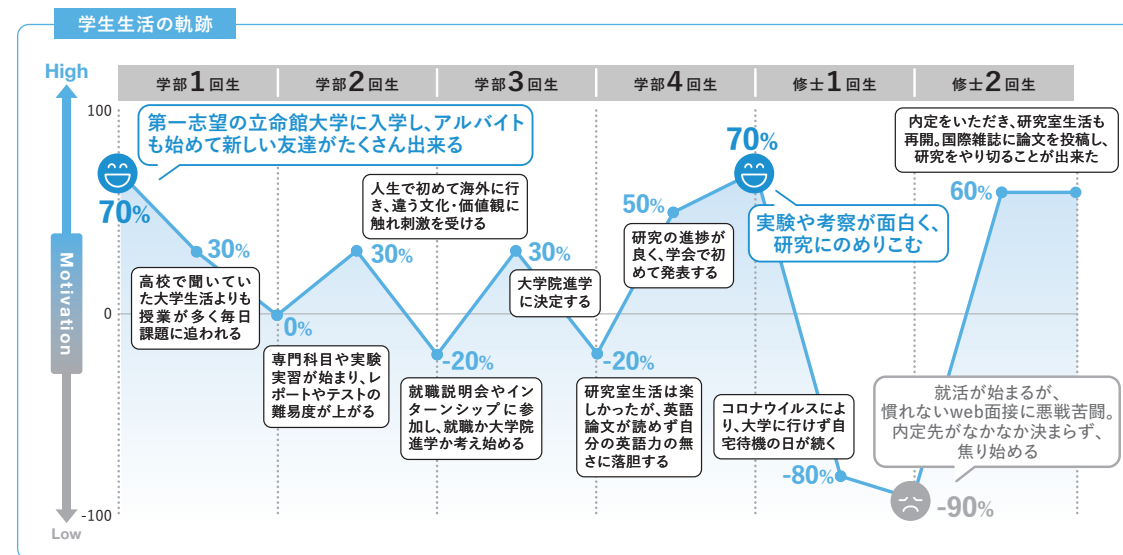 学生生活の軌跡
High
学部1回生
学部2回生
学部3回生
学部4回生
修士1回生
修士2回生
100
0
-100
Motivation
Low
第一志望の立命館大学に入学し、アルバイト
も始めて新しい友達がたくさん出来る
70%
30%
高校で聞いてい
た大学生活よりも
授業が多く毎日
課題に追われる
0%
専門科目や実験
実習が始まり、レ
ポートやテストの
難易度が上がる
30%
人生で初めて海外に行
き、違う文化・価値観に
触れ刺激を受ける
-20%
就職説明会やイン
ターンシップに参
加し、就職か大学院
進学か考え始める
30%
大学院進学
に決定する
-20%
研究室生活は楽
しかったが、英語
論文が読めず自
分の英語力の無
さに落胆する
50%
研究の進捗が
良く、学会で初
めて発表する
70%
実験や考察が面白く、
研究にのめりこむ
コロナウイルスによ
り、大学に行けず自
宅待機の日が続く
-80%
就活が始まるが、
慣れないweb面接に悪戦苦闘。
内定先がなかなか決まらず、
焦り始める
-90%
内定をいただき、研究室生活も
再開。国際雑誌に論文を投稿し、
研究をやり切ることが出来た
60%